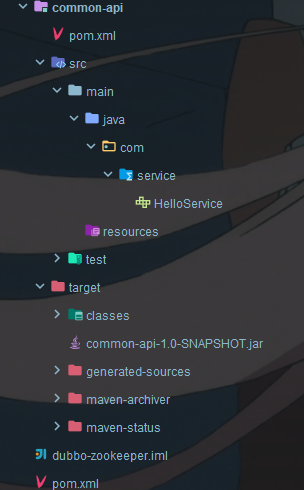 common-api
pom.xml
src
main
java
com
service
HelloService
resources
test
target
classes
common-api-1.0-SNAPSHOT.jar
generated-sources
maven-archiver
maven-status
dubbo-zookeeper.iml
pom.xml